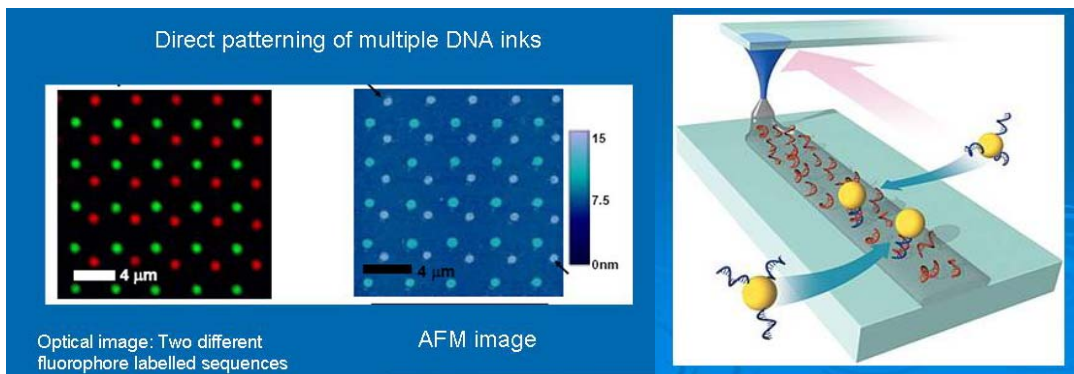 Direct patterning of multiple DNA inks
4 μm
4 μm
15
7.5
0nm
Optical image: Two different
fluorophore labelled sequences
AFM image